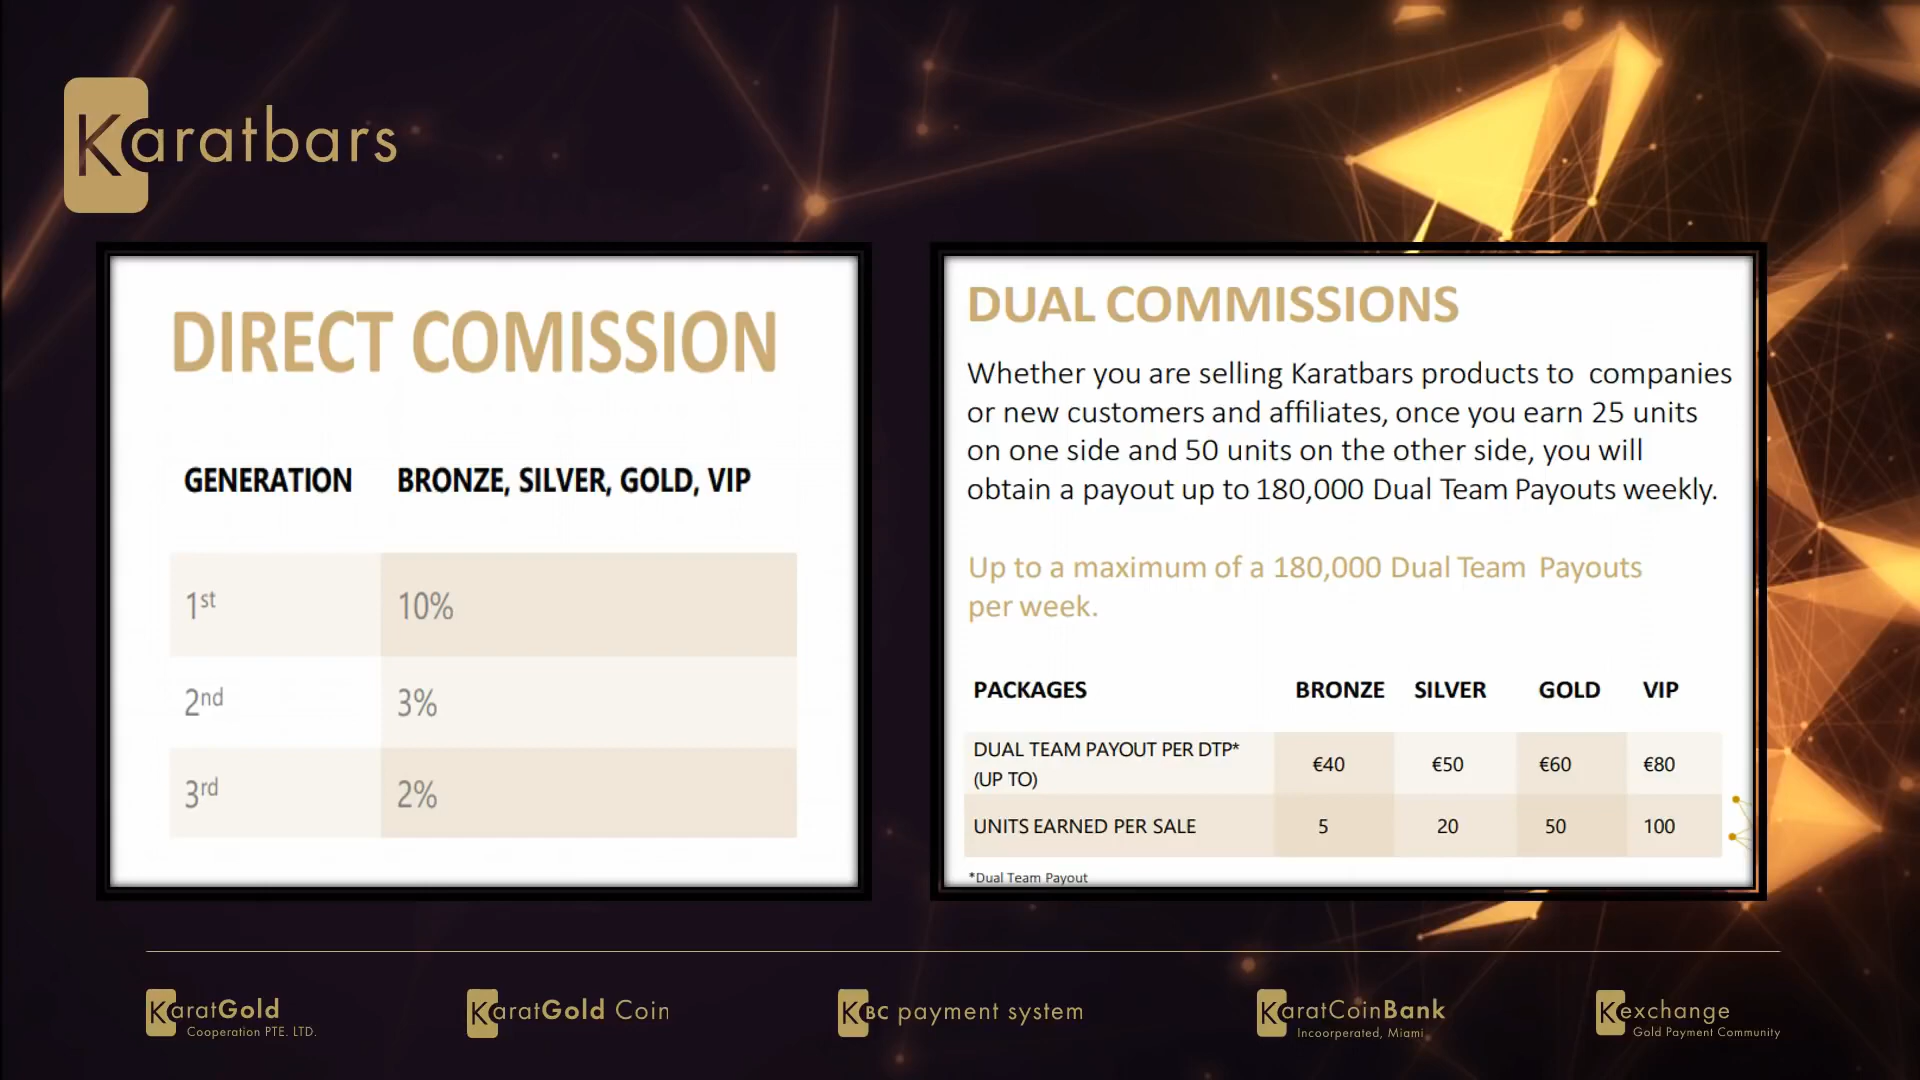 Karatbars
DIRECT COMISSION
GENERATION BRONZE, SILVER, GOLD, VIP
1st 10%
2nd 3%
3rd 2%
DUAL COMMISSIONS
Whether you are selling Karatbars products to companies
or new customers and affiliates, once you earn 25 units
on one side and 50 units on the other side, you will
obtain a payout up to 180,000 Dual Team Payouts weekly.
Up to a maximum of a 180,000 Dual Team Payouts
per week.
PACKAGES BRONZE SILVER GOLD VIP
DUAL TEAM PAYOUT PER DTP*
(UP TO) €40 €50 €60 €80
UNITS EARNED PER SALE 5 20 50 100
*Dual Team Payout
KaratGold
Cooperation PTE. LTD.
KaratGold Coin
KBC payment system
KaratCoinBank
Incoorperated, Miami
Kexchange
Gold Payment Community